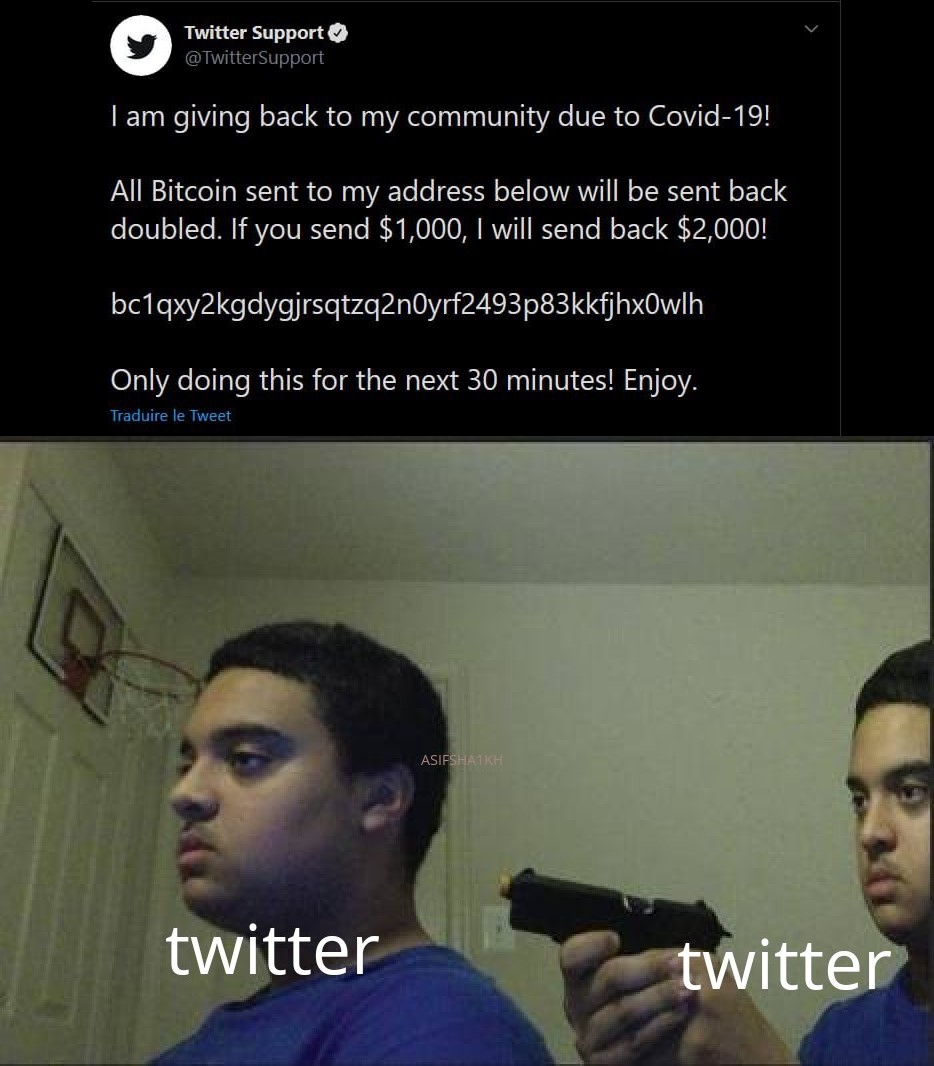 Twitter Support
@TwitterSupport
I am giving back to my community due to Covid-19!
All Bitcoin sent to my address below will be sent back
doubled. If you send $1,000, I will send back $2,000!
bc1qxy2kgdygjrsqtzq2n0yrf2493p83kkfjhx0wlh
Only doing this for the next 30 minutes! Enjoy.
Traduire le Tweet
ASIFSHA1KH
twitter
twitter